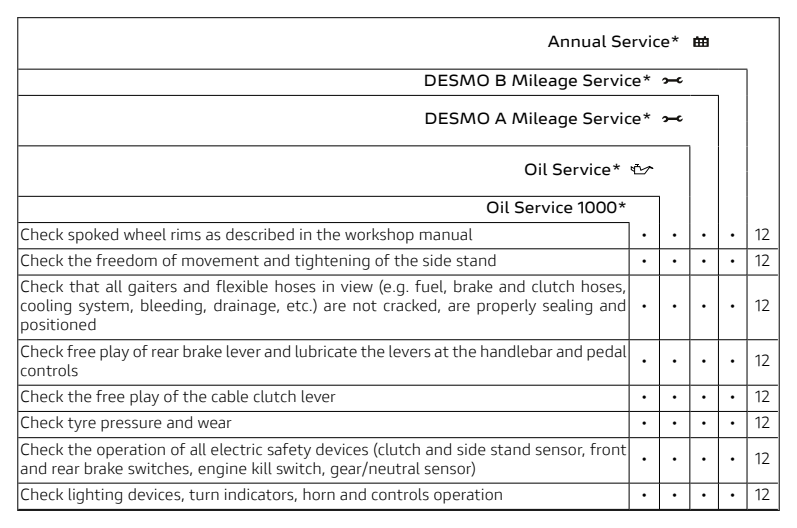 Annual Service*
DESMO B Mileage Service*
DESMO A Mileage Service*
Oil Service*
Oil Service 1000*
Check spoked wheel rims as described in the workshop manual • • • • 12
Check the freedom of movement and tightening of the side stand • • • • 12
Check that all gaiters and flexible hoses in view (e.g. fuel, brake and clutch hoses,
cooling system, bleeding, drainage, etc.) are not cracked, are properly sealing and • • • • 12
positioned
Check free play of rear brake lever and lubricate the levers at the handlebar and pedal
controls • • • • 12
Check the free play of the cable clutch lever • • • • 12
Check tyre pressure and wear • • • • 12
Check the operation of all electric safety devices (clutch and side stand sensor, front
and rear brake switches, engine kill switch, gear/neutral sensor) • • • • 12
Check lighting devices, turn indicators, horn and controls operation • • • • 12